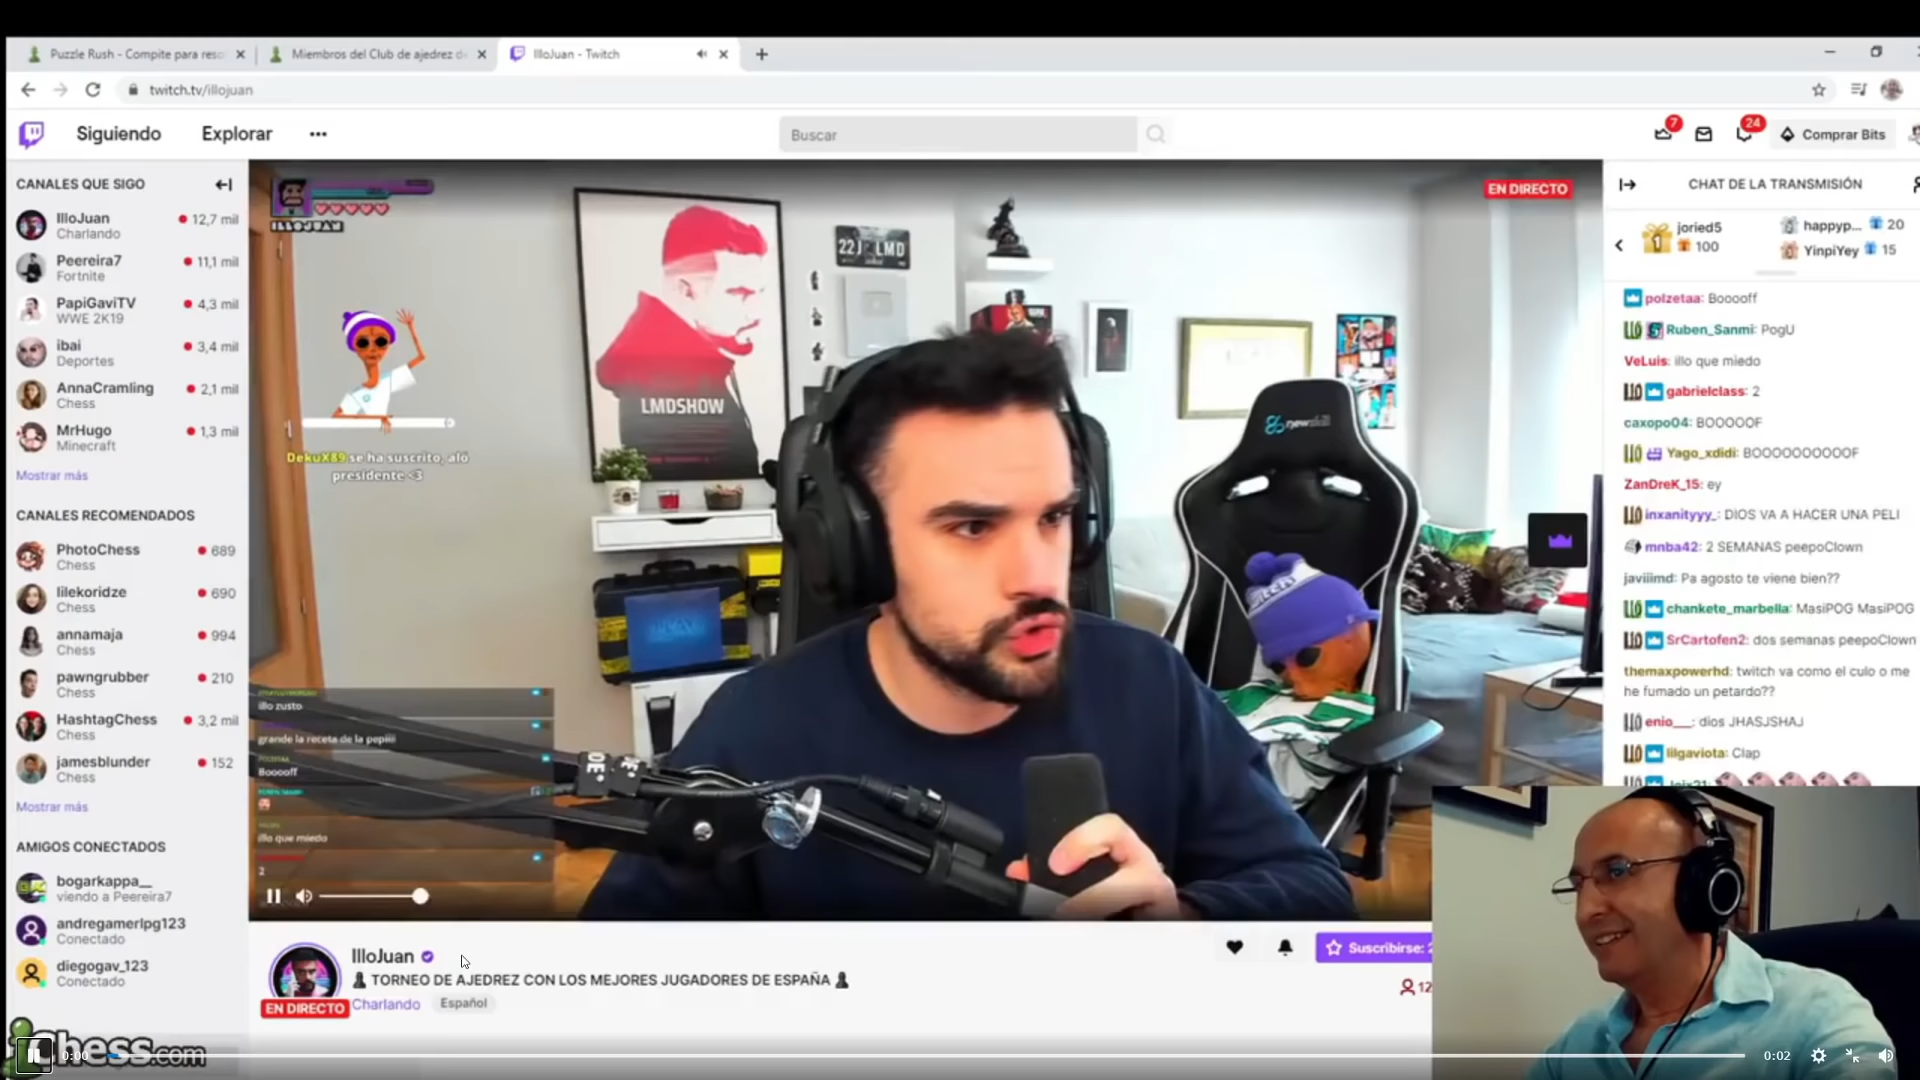 Puzzle Rush - Compite para reso
Miembros del Club de ajedrez de
IlloJuan - Twitch
twitch.tv/illojuan
Siguiendo
Explorar
Buscar
7
24
Comprar Bits
CANALES QUE SIGO
IlloJuan
12,7 mil
Charlando
Peereira7
11,1 mil
Fortnite
PapiGaviTV
4,3 mil
WWE 2K19
ibai
3,4 mil
Deportes
AnnaCramling
2,1 mil
Chess
MrHugo
1,3 mil
Minecraft
Mostrar más
CANALES RECOMENDADOS
PhotoChess
689
Chess
lilekoridze
690
Chess
annamaja
994
Chess
pawngrubber
210
Chess
HashtagChess
3,2 mil
Chess
jamesblunder
152
Chess
Mostrar más
AMIGOS CONECTADOS
bogarkappa__
viendo a Peereira7
andregamerlpg123
Conectado
diegogav_123
Conectado
ILLOJUAN
EN DIRECTO
22J LMD
LMDSHOW
newskill
DekuX89 se ha suscrito, aló
presidente <3
illo zusto
grande la receta de la pepiii
Booooff
illo que miedo
2
IlloJuan
TORNEO DE AJEDREZ CON LOS MEJORES JUGADORES DE ESPAÑA
EN DIRECTO
Charlando
Español
Suscribirse: 2
12
CHAT DE LA TRANSMISIÓN
1
joried5
100
happyp...
20
YinpiYey
15
polzetaa: Booooff
Ruben_Sanmi: PogU
VeLuis: illo que miedo
gabrielclass: 2
caxopo04: BOOOOOF
Yago_xdidi: BOOOOOOOOOOF
ZanDreK_15: ey
inxanityyy_: DIOS VA A HACER UNA PELI
mnba42: 2 SEMANAS peepoClown
javiiimd: Pa agosto te viene bien??
chankete_marbella: MasiPOG MasiPOG
SrCartofen2: dos semanas peepoClown
themaxpowerhd: twitch va como el culo o me
he fumado un petardo??
enio___: dios JHASJSHAJ
lilgaviota: Clap
Chess.com
0:00
0:02